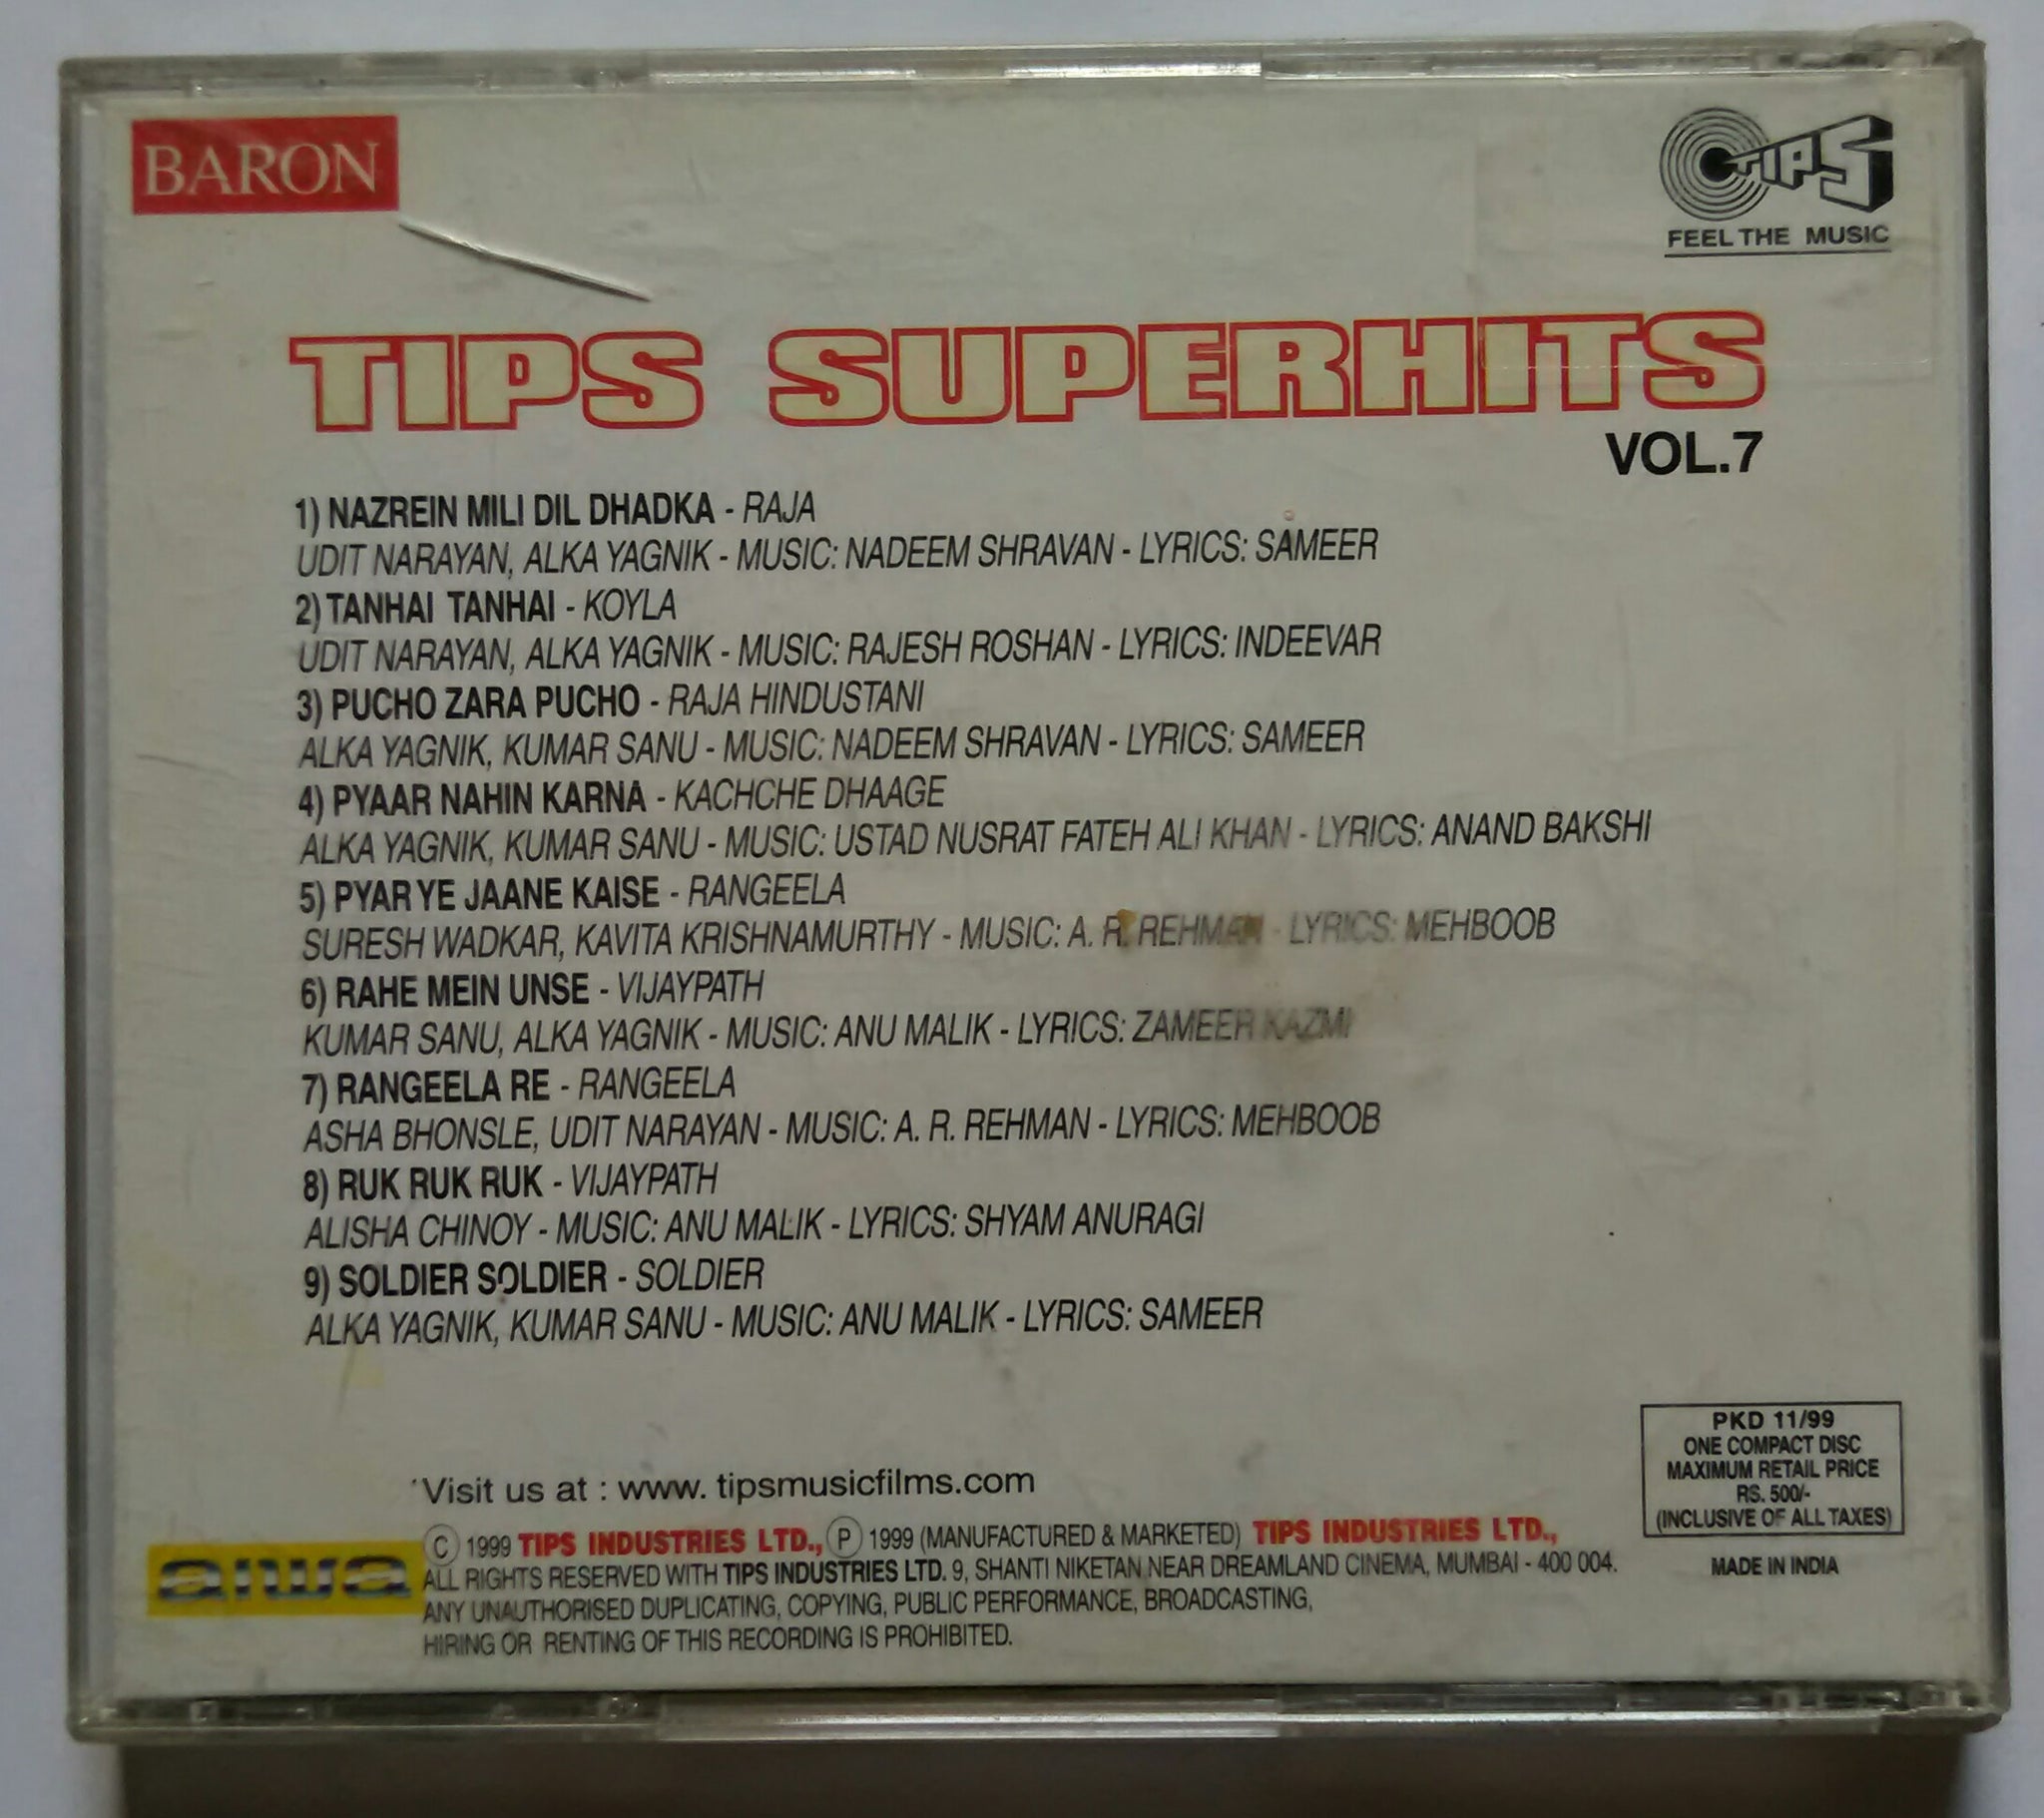 BARON
TIPS
FEEL THE MUSIC
TIPS SUPERHITS
VOL.7
1) NAZREIN MILI DIL DHADKA - RAJA
UDIT NARAYAN, ALKA YAGNIK - MUSIC: NADEEM SHRAVAN - LYRICS: SAMEER
2) TANHAI TANHAI - KOYLA
UDIT NARAYAN, ALKA YAGNIK - MUSIC: RAJESH ROSHAN - LYRICS: INDEEVAR
3) PUCHO ZARA PUCHO - RAJA HINDUSTANI
ALKA YAGNIK, KUMAR SANU - MUSIC: NADEEM SHRAVAN - LYRICS: SAMEER
4) PYAAR NAHIN KARNA - KACHCHE DHAAGE
ALKA YAGNIK, KUMAR SANU - MUSIC: USTAD NUSRAT FATEH ALI KHAN - LYRICS: ANAND BAKSHI
5) PYAR YE JAANE KAISE - RANGEELA
SURESH WADKAR, KAVITA KRISHNAMURTHY - MUSIC: A. R. REHMAN - LYRICS: MEHBOOB
6) RAHE MEIN UNSE - VIJAYPATH
KUMAR SANU, ALKA YAGNIK - MUSIC: ANU MALIK - LYRICS: ZAMEER KAZMI
7) RANGEELA RE - RANGEELA
ASHA BHONSLE, UDIT NARAYAN - MUSIC: A. R. REHMAN - LYRICS: MEHBOOB
8) RUK RUK RUK - VIJAYPATH
ALISHA CHINOY - MUSIC: ANU MALIK - LYRICS: SHYAM ANURAGI
9) SOLDIER SOLDIER - SOLDIER
ALKA YAGNIK, KUMAR SANU - MUSIC: ANU MALIK - LYRICS: SAMEER
Visit us at : www. tipsmusicfilms.com
PKD 11/99
ONE COMPACT DISC
MAXIMUM RETAIL PRICE
RS. 500/-
(INCLUSIVE OF ALL TAXES)
MADE IN INDIA
aiwa
Ⓒ 1999 TIPS INDUSTRIES LTD., Ⓟ 1999 (MANUFACTURED & MARKETED) TIPS INDUSTRIES LTD.,
ALL RIGHTS RESERVED WITH TIPS INDUSTRIES LTD. 9, SHANTI NIKETAN NEAR DREAMLAND CINEMA, MUMBAI - 400 004.
ANY UNAUTHORISED DUPLICATING, COPYING, PUBLIC PERFORMANCE, BROADCASTING,
HIRING OR RENTING OF THIS RECORDING IS PROHIBITED.